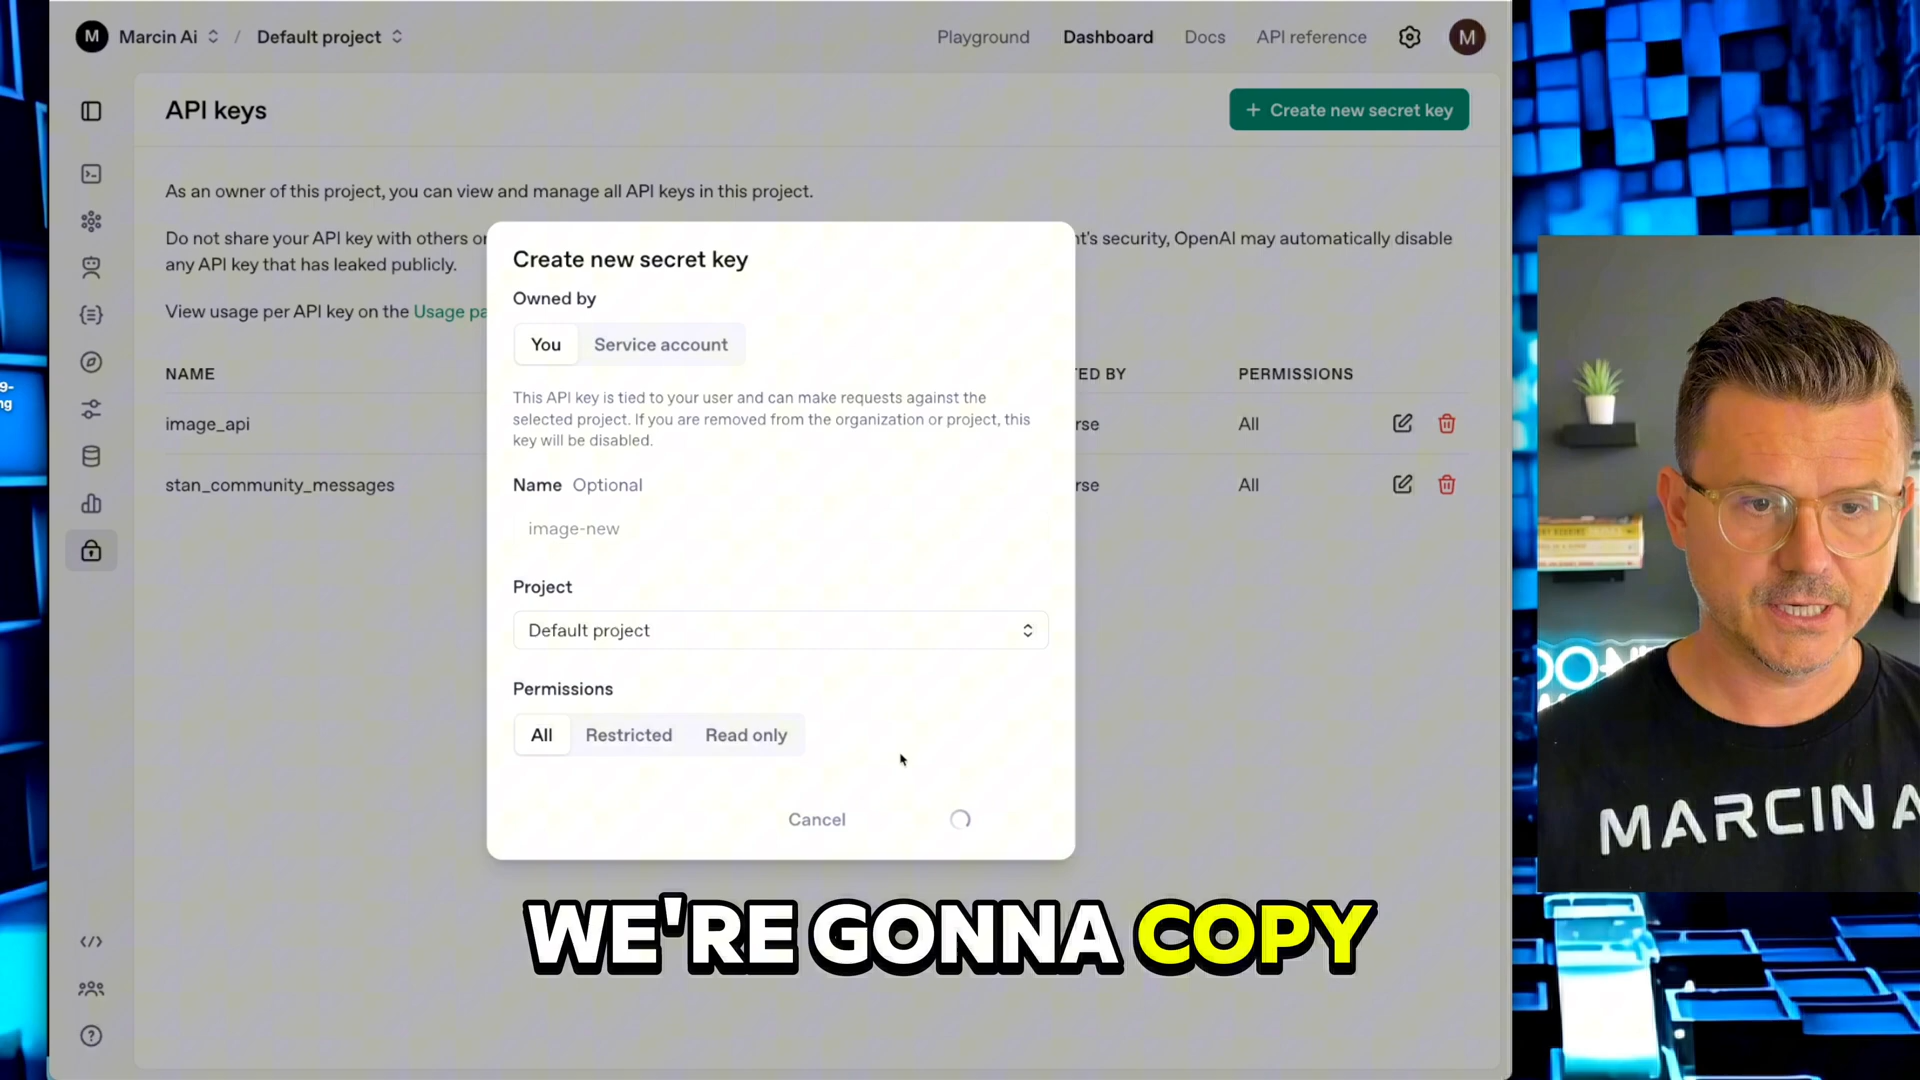 M Marcin Ai / Default project
Playground Dashboard Docs API reference M
API keys
+ Create new secret key
As an owner of this project, you can view and manage all API keys in this project.
Do not share your API key with others or
nt's security, OpenAI may automatically disable
any API key that has leaked publicly.
View usage per API key on the Usage pa
NAME
TED BY PERMISSIONS
image_api
rse All
stan_community_messages
rse All
Create new secret key
Owned by
You Service account
This API key is tied to your user and can make requests against the
selected project. If you are removed from the organization or project, this
key will be disabled.
Name Optional
image-new
Project
Default project
Permissions
All Restricted Read only
Cancel
9-
ng
MARCIN A
WE'RE GONNA COPY